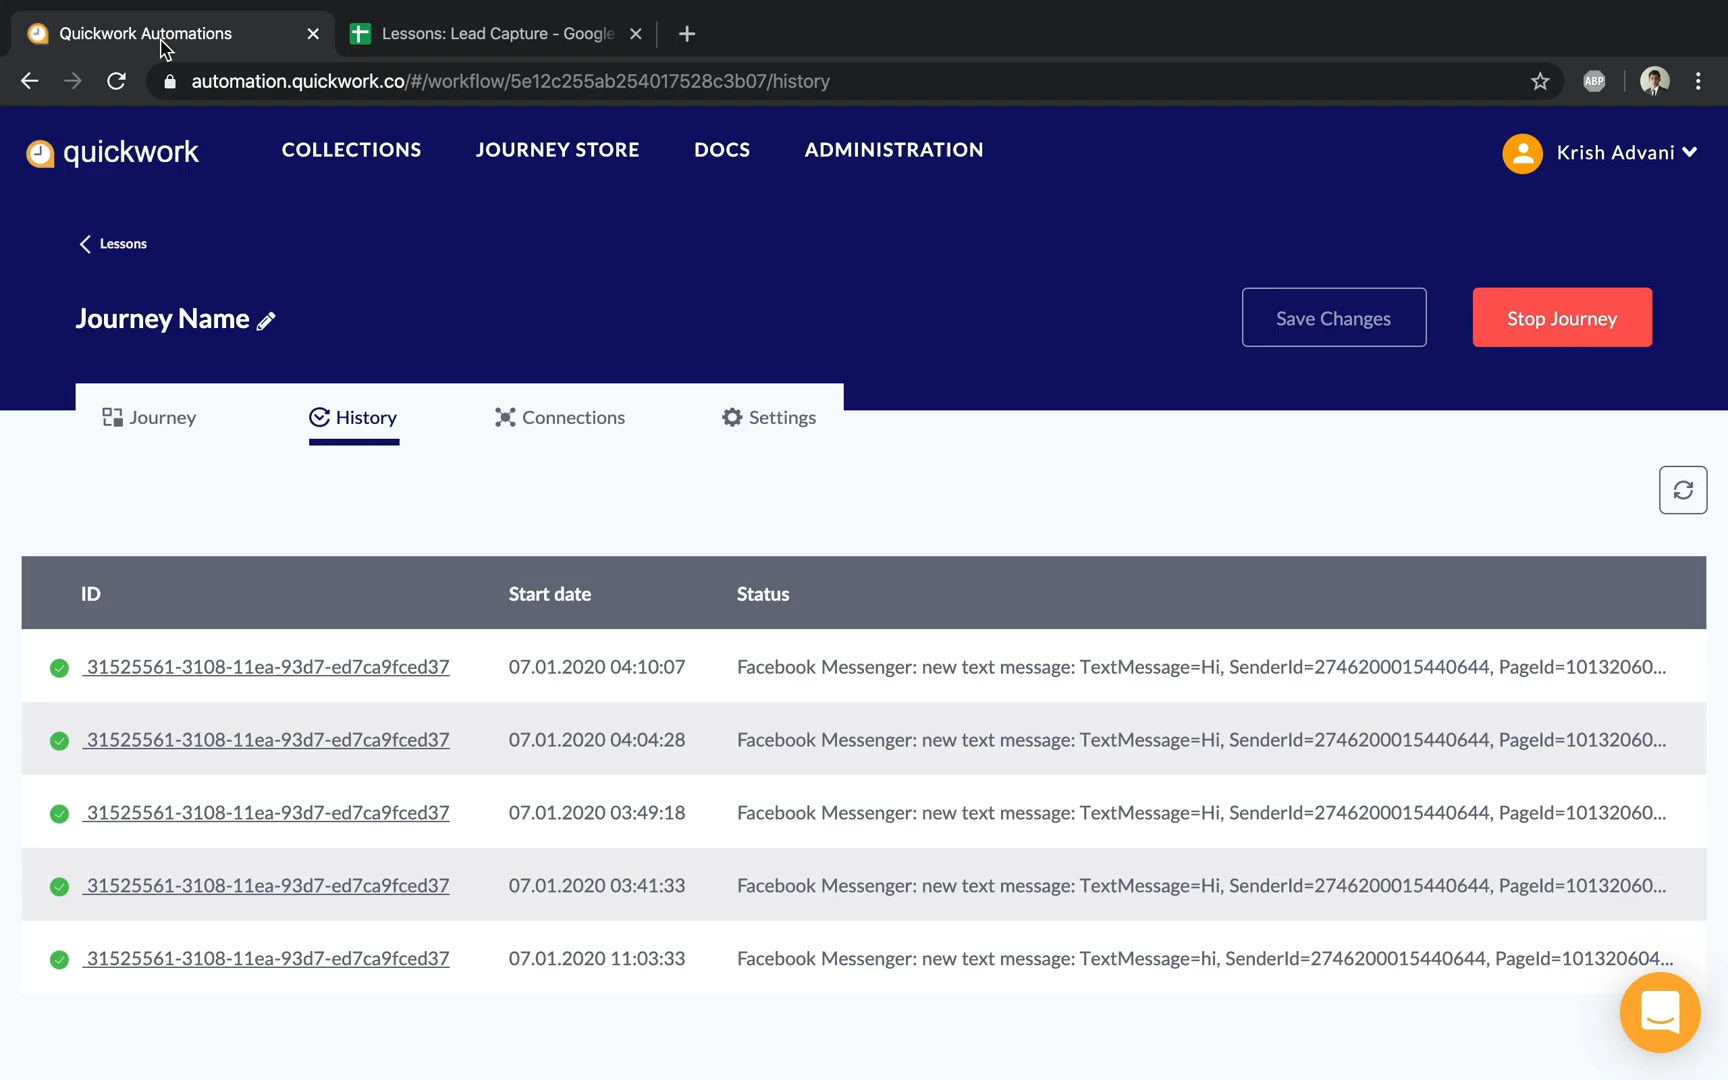 Quickwork Automations
Lessons: Lead Capture - Google
automation.quickwork.co/#/workflow/5e12c255ab254017528c3b07/history
ABP
quickwork
COLLECTIONS
JOURNEY STORE
DOCS
ADMINISTRATION
Krish Advani
Lessons
Journey Name
Save Changes
Stop Journey
Journey
History
Connections
Settings
ID Start date Status
31525561-3108-11ea-93d7-ed7ca9fced37 07.01.2020 04:10:07 Facebook Messenger: new text message: TextMessage=Hi, SenderId=2746200015440644, PageId=10132060...
31525561-3108-11ea-93d7-ed7ca9fced37 07.01.2020 04:04:28 Facebook Messenger: new text message: TextMessage=Hi, SenderId=2746200015440644, PageId=10132060...
31525561-3108-11ea-93d7-ed7ca9fced37 07.01.2020 03:49:18 Facebook Messenger: new text message: TextMessage=Hi, SenderId=2746200015440644, PageId=10132060...
31525561-3108-11ea-93d7-ed7ca9fced37 07.01.2020 03:41:33 Facebook Messenger: new text message: TextMessage=Hi, SenderId=2746200015440644, PageId=10132060...
31525561-3108-11ea-93d7-ed7ca9fced37 07.01.2020 11:03:33 Facebook Messenger: new text message: TextMessage=hi, SenderId=2746200015440644, PageId=101320604...